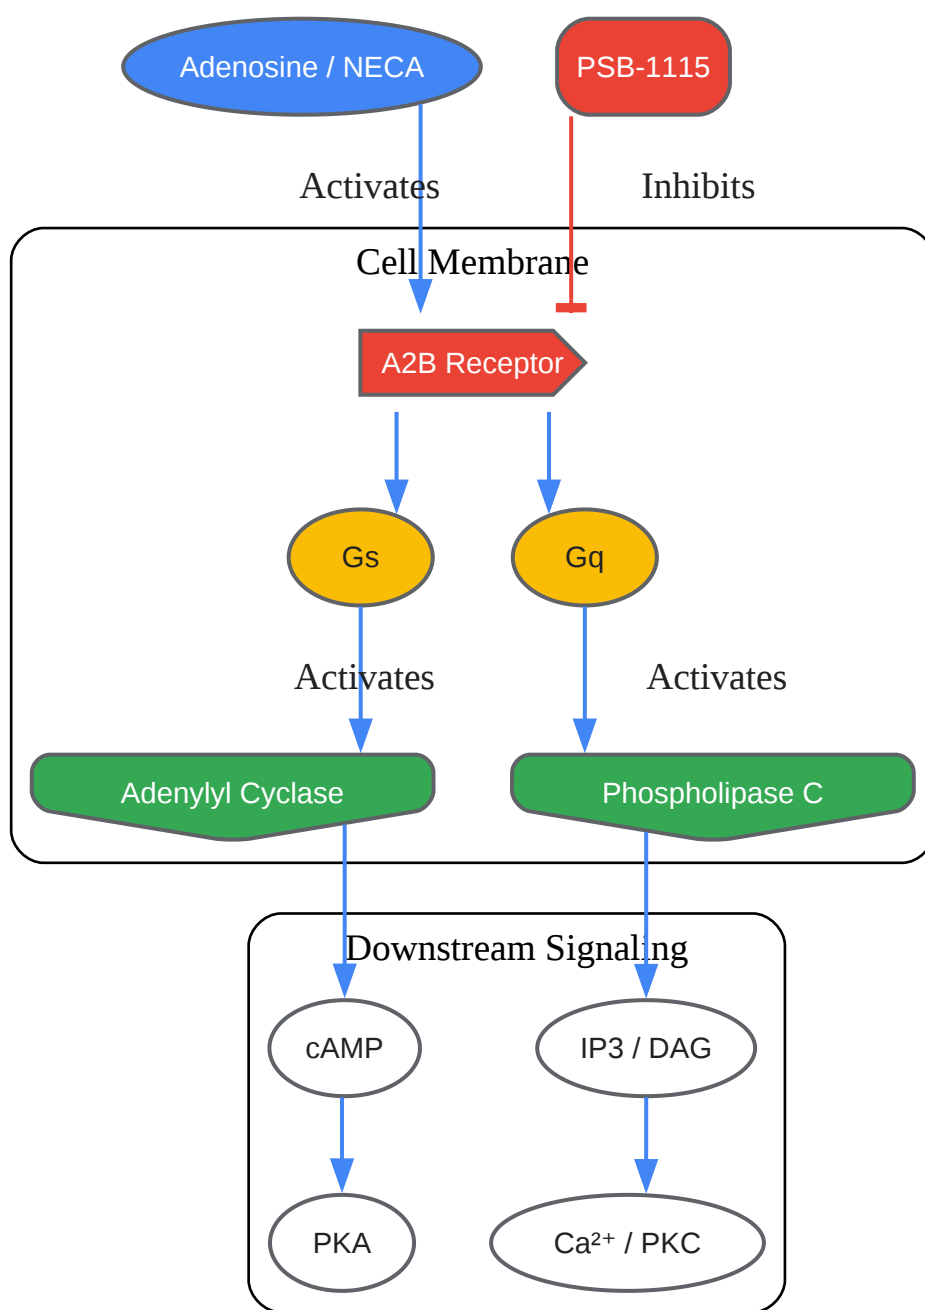 Adenosine / NECA
PSB-1115
Activates
Inhibits
Cell Membrane
A2B Receptor
Gs
Gq
Activates
Activates
Adenylyl Cyclase
Phospholipase C
Downstream Signaling
cAMP
IP3 / DAG
PKA
Ca²⁺ / PKC